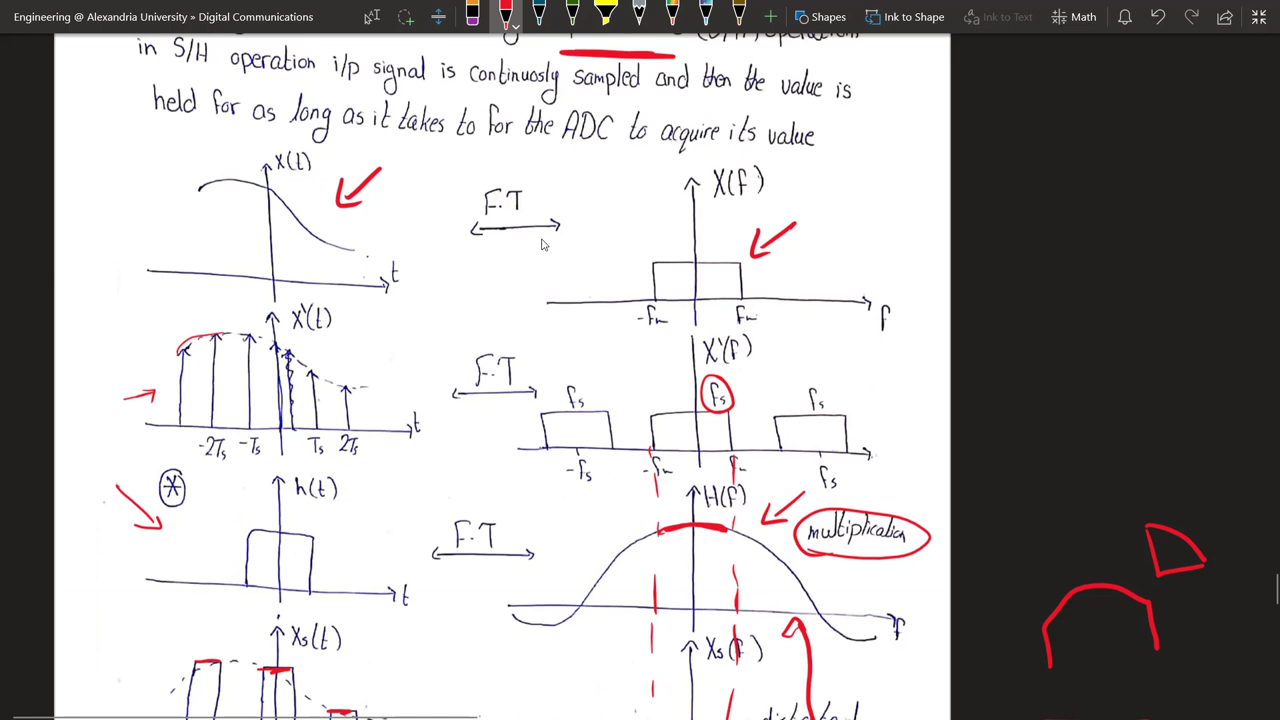 Engineering @ Alexandria University » Digital Communications
Shapes
Ink to Shape
Ink to Text
Math
in S/H operation i/p signal is continuosly sampled and then the value is
held for as long as it takes to for the ADC to acquire its value
X(t)
F.T
X(f)
t
-fm
fm
f
X'(t)
F.T
X'(f)
fs
fs
fs
-2Ts -Ts Ts 2Ts
t
-fs
-fm
fm
fs
*
h(t)
F.T
H(f)
multiplication
t
f
Xs(t)
Xs(f)